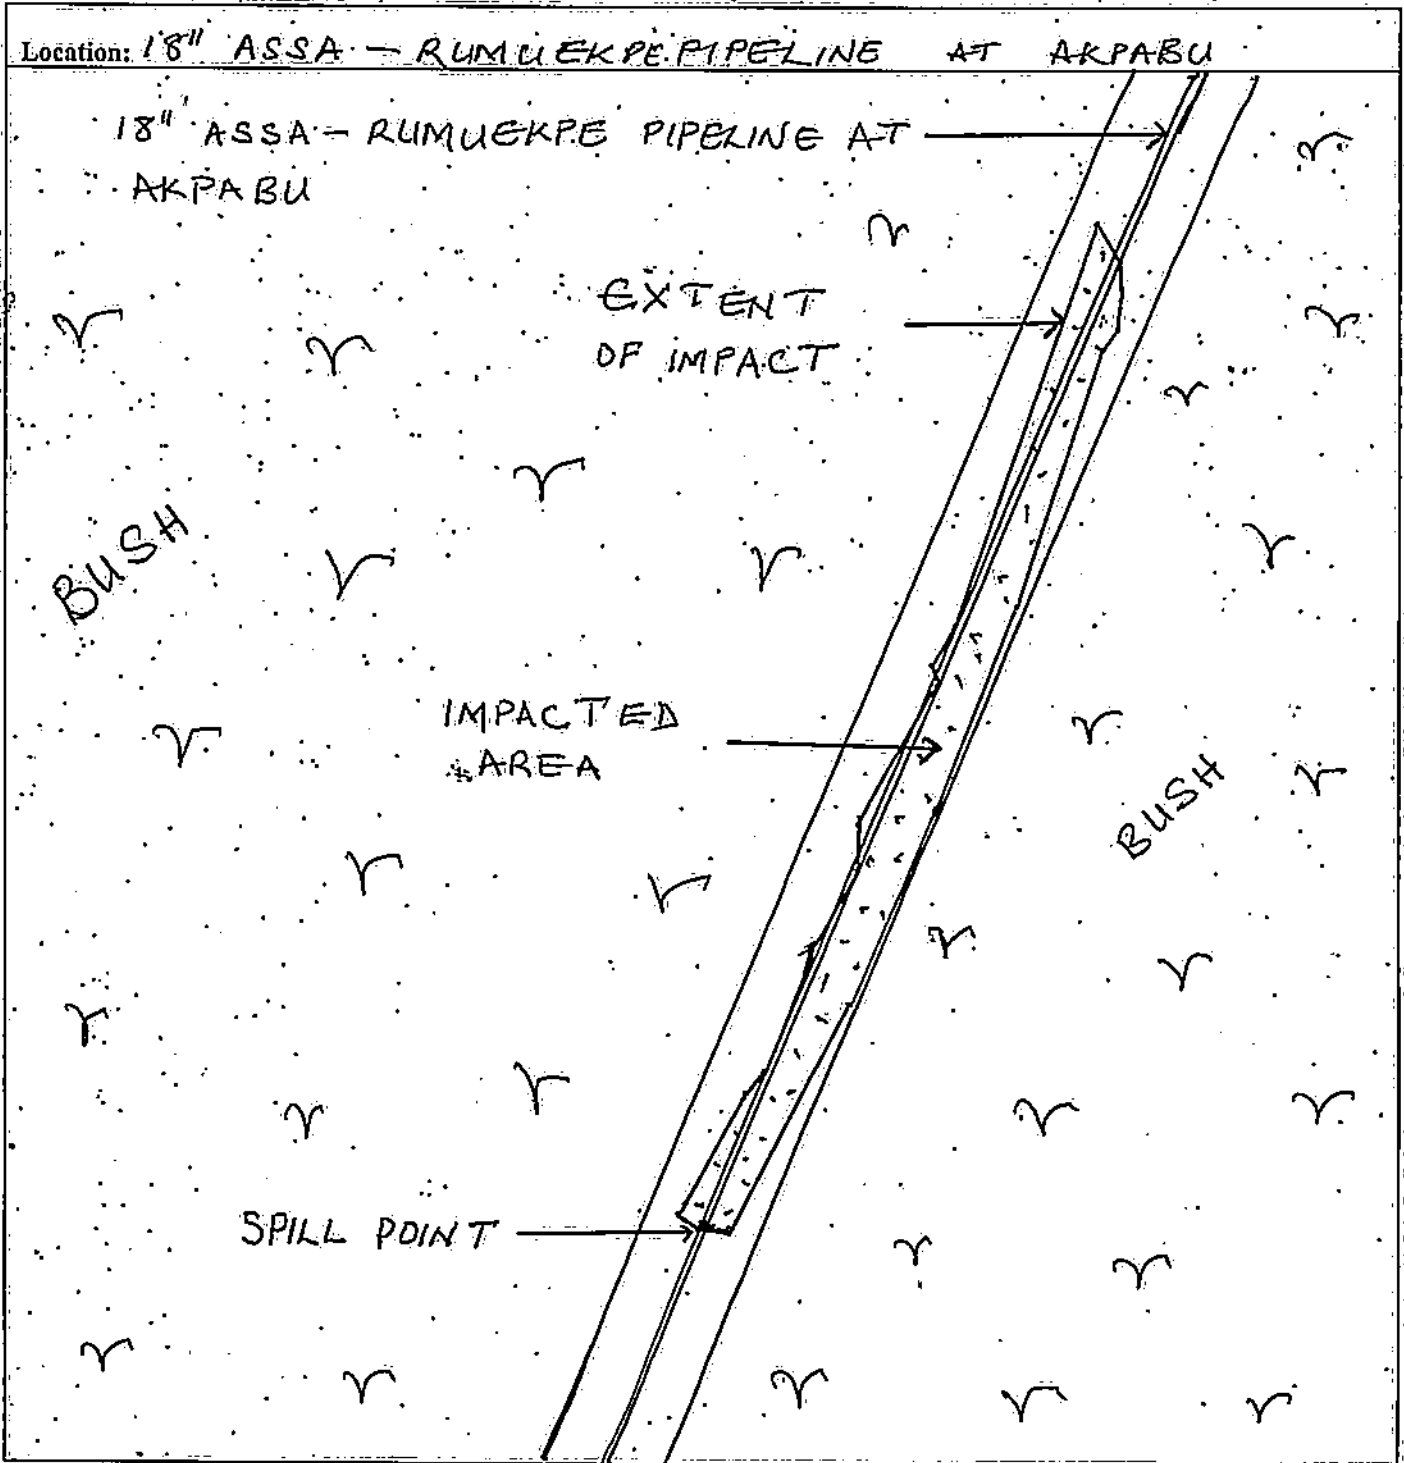 Location: 18" ASSA - RUMUEKPE PIPELINE AT AKPABU
18" ASSA - RUMUEKPE PIPELINE AT
AKPABU
EXTENT
OF IMPACT
BUSH
IMPACTED
AREA
BUSH
SPILL POINT